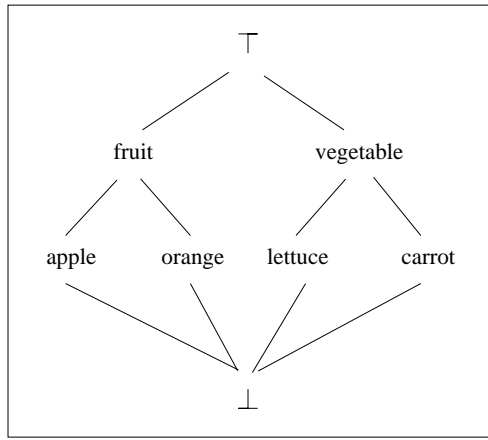 ⊤
fruit vegetable
apple orange lettuce carrot
⊥